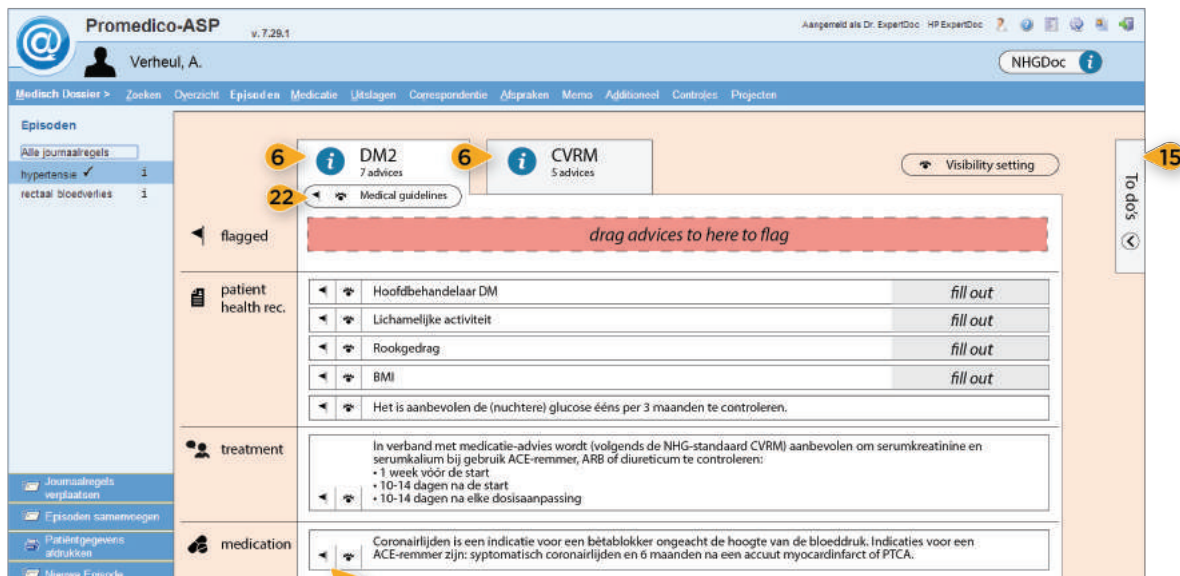 Promedico-ASP
v. 7.29.1
Aangemeld als Dr. ExpertDoc HP ExpertDoc
Verheul, A.
NHGDoc i
Medisch Dossier > Zoeken Overzicht Episoden Medicatie Uitslagen Correspondentie Afspraken Memo Additioneel Controles Projecten
Episoden
Alle journaalregels
hypertensie ✓ i
rectaal bloedverlies i
6 i DM2
7 advices
6 i CVRM
5 advices
Visibility setting
15
To do's
22 Medical guidelines
flagged
drag advices to here to flag
patient
health rec.
Hoofdbehandelaar DM fill out
Lichamelijke activiteit fill out
Rookgedrag fill out
BMI fill out
Het is aanbevolen de (nuchtere) glucose ééns per 3 maanden te controleren.
treatment
In verband met medicatie-advies wordt (volgends de NHG-standaard CVRM) aanbevolen om serumkreatinine en
serumkalium bij gebruik ACE-remmer, ARB of diureticum te controleren:
• 1 week vóór de start
• 10-14 dagen na de start
• 10-14 dagen na elke dosisaanpassing
medication
Coronairlijden is een indicatie voor een bètablokker ongeacht de hoogte van de bloeddruk. Indicaties voor een
ACE-remmer zijn: syptomatisch coronairlijden en 6 maanden na een accuut myocardinfarct of PTCA.
Journaalregels
verplaatsen
Episoden samenvoegen
Patiëntgegevens
afdrukken
Nieuwe Episode